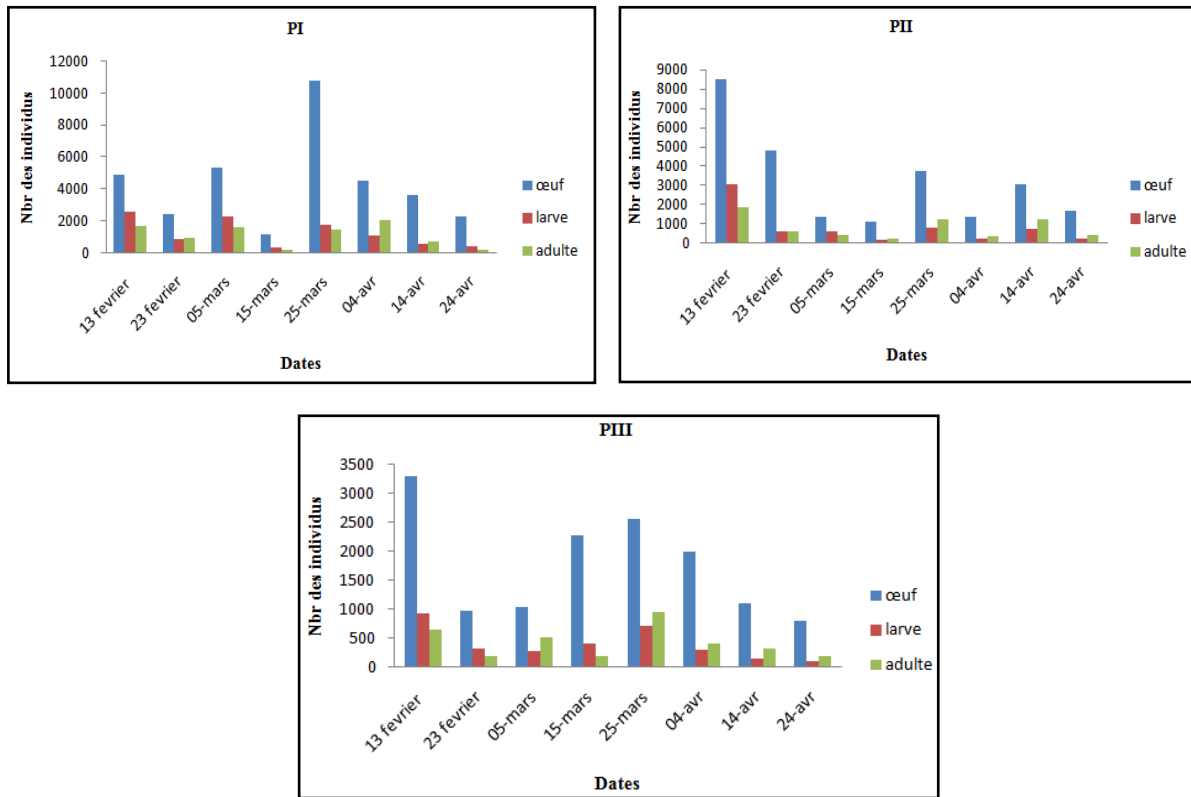 PI
Nbr des individus
12000
10000
8000
6000
4000
2000
0
13 fevrier
23 fevrier
05-mars
15-mars
25-mars
04-avr
14-avr
24-avr
Dates
œuf
larve
adulte
PII
Nbr des individus
9000
8000
7000
6000
5000
4000
3000
2000
1000
0
13 fevrier
23 fevrier
05-mars
15-mars
25-mars
04-avr
14-avr
24-avr
Dates
œuf
larve
adulte
PIII
Nbr des individus
3500
3000
2500
2000
1500
1000
500
0
13 fevrier
23 fevrier
05-mars
15-mars
25-mars
04-avr
14-avr
24-avr
Dates
œuf
larve
adulte